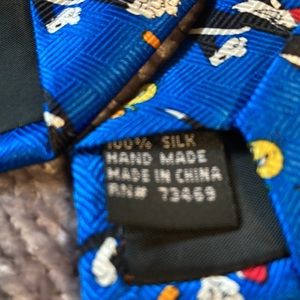 100% SILK
HAND MADE
MADE IN CHINA
RN# 73469